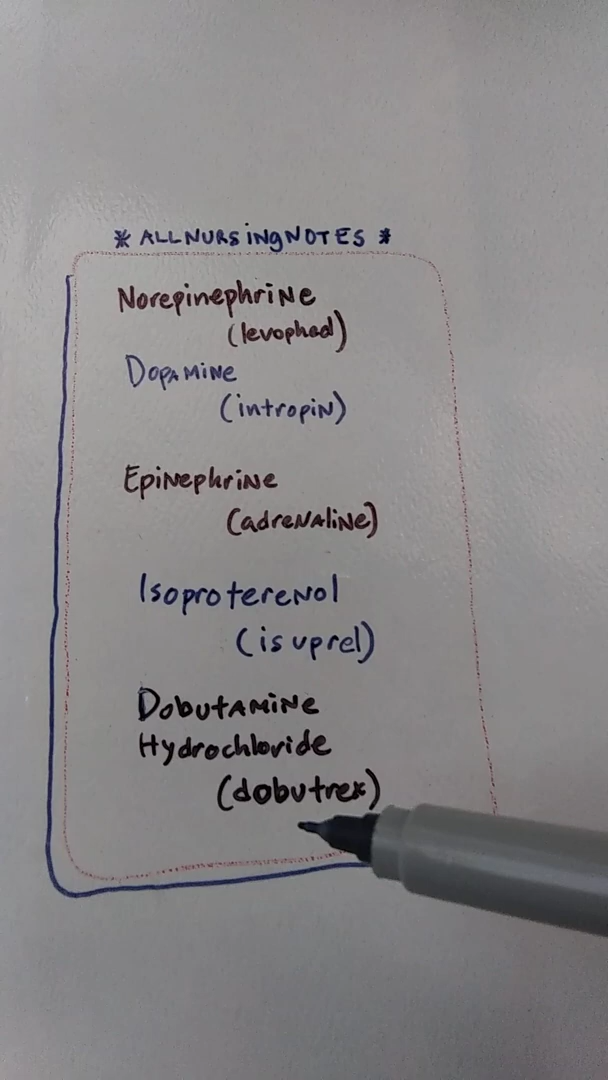 * ALLNURSiNgNOTES *
NorepinephriNe
(levophed)
DopAMiNe
(intropiN)
EpiNephriNe
(adreNAliNe)
IsoprotereNol
(isuprel)
DobutAMiNe
Hydrochloride
(dobutrex)